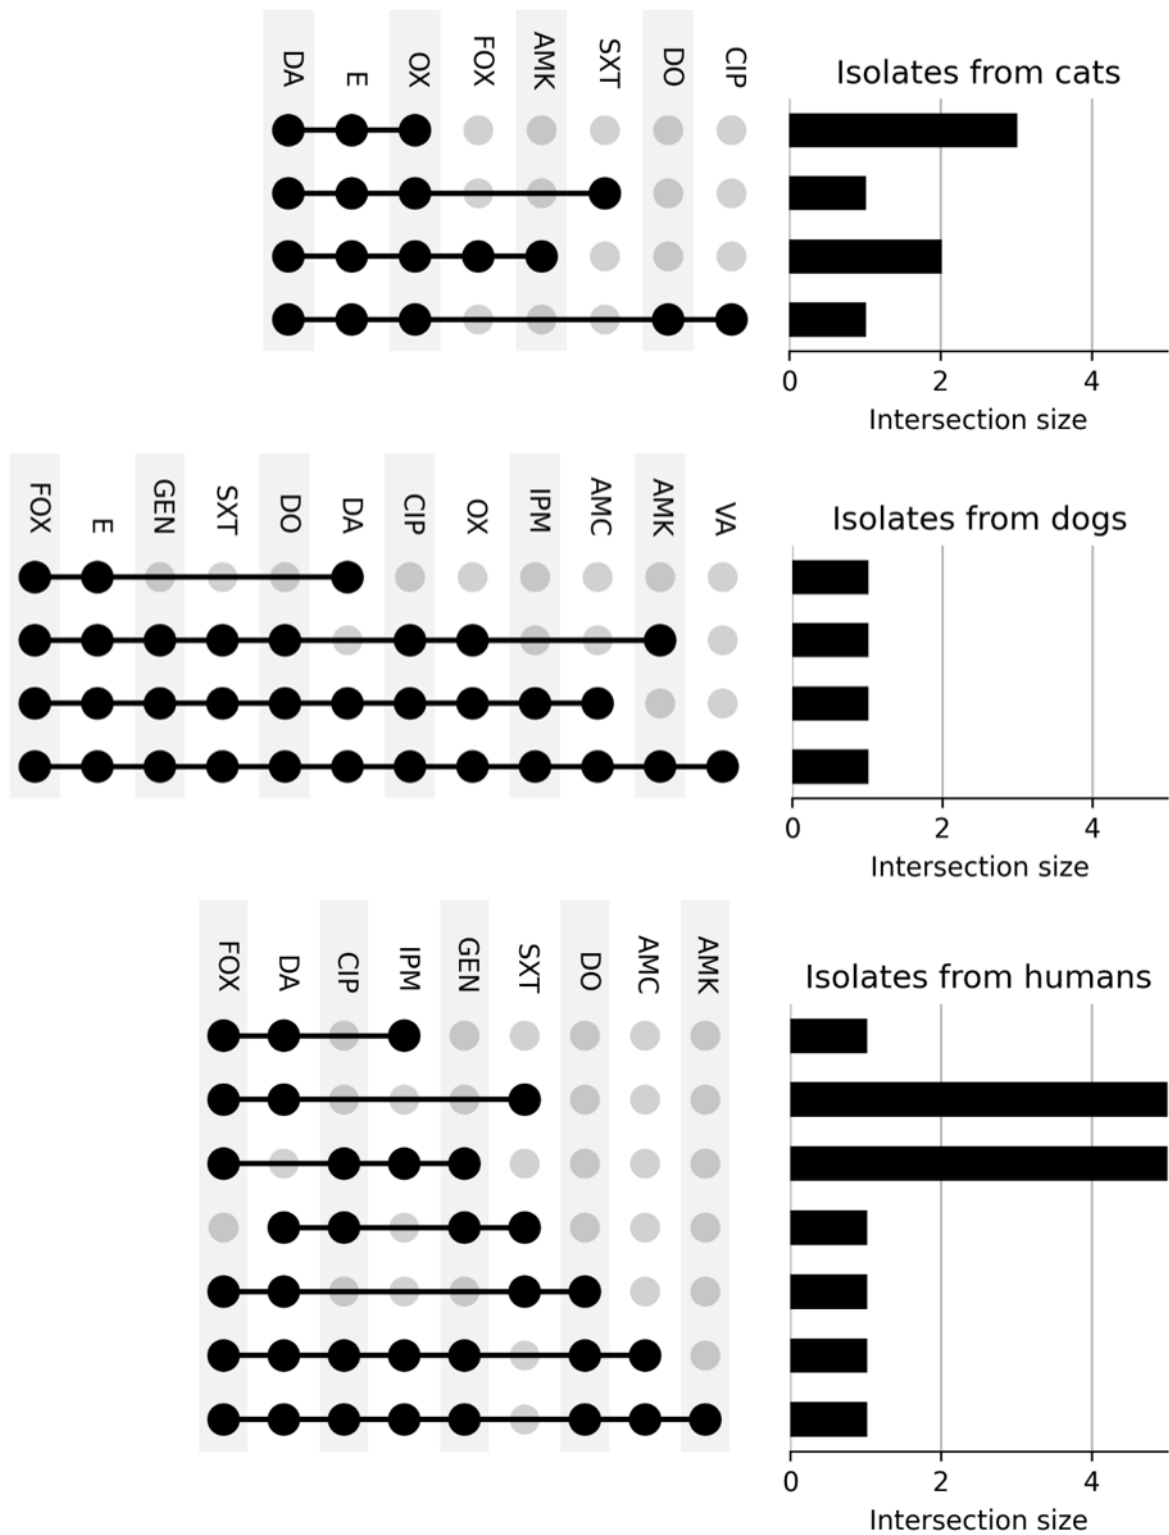 DA E OX FOX AMK SXT DO CIP
Isolates from cats
0 2 4
Intersection size
FOX E GEN SXT DO DA CIP OX IPM AMC AMK VA
Isolates from dogs
0 2 4
Intersection size
FOX DA CIP IPM GEN SXT DO AMC AMK
Isolates from humans
0 2 4
Intersection size